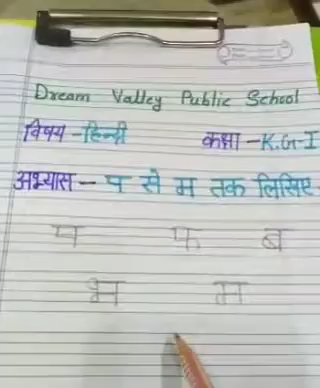 Dream Valley Public School
विषय - हिन्दी कक्षा - K.G-I
अभ्यास - प से म तक लिखिए
प फ ब
भ म